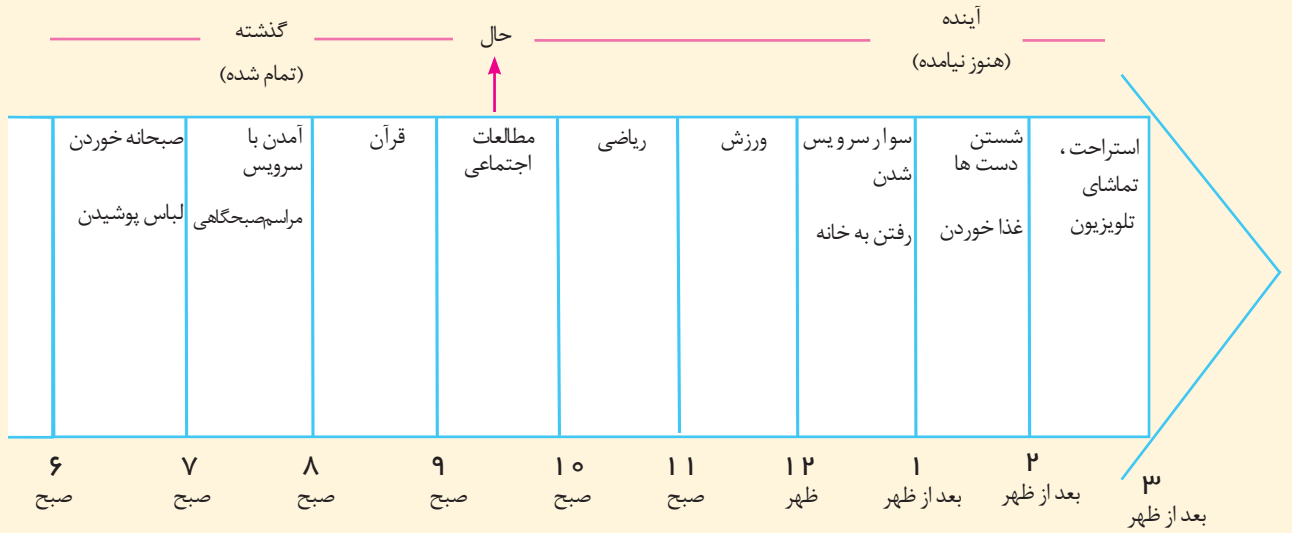 گذشته
(تمام شده)
حال
آینده
(هنوز نیامده)
صبحانه خوردن
لباس پوشیدن
آمدن با
سرویس
مراسم صبحگاهی
قرآن
مطالعات
اجتماعی
ریاضی
ورزش
سوار سرویس
شدن
رفتن به خانه
شستن
دست ها
غذا خوردن
استراحت ،
تماشای
تلویزیون
۶
صبح
۷
صبح
۸
صبح
۹
صبح
۱۰
صبح
۱۱
صبح
۱۲
ظهر
۱
بعد از ظهر
۲
بعد از ظهر
۳
بعد از ظهر